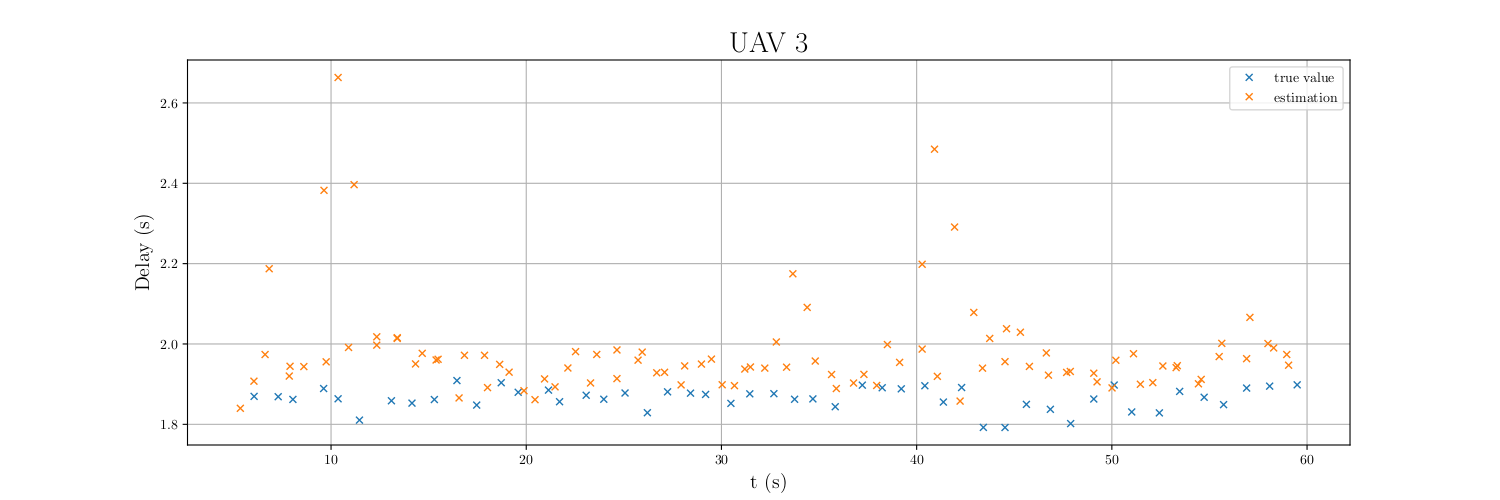 UAV 3
true value
estimation
Delay (s)
2.6
2.4
2.2
2.0
1.8
10 20 30 40 50 60
t (s)